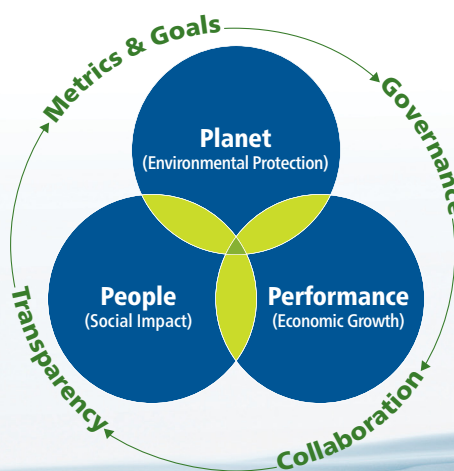 Metrics & Goals
Governance
Planet
(Environmental Protection)
People
(Social Impact)
Performance
(Economic Growth)
Transparency
Collaboration